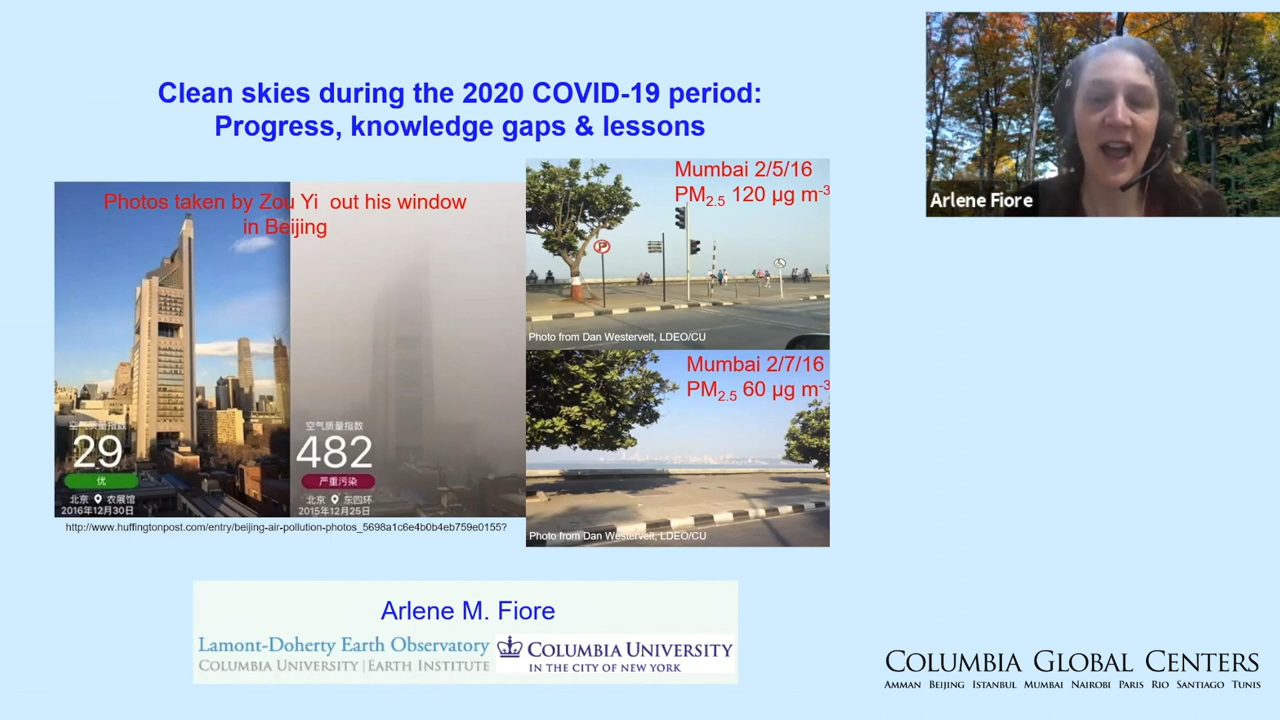 Clean skies during the 2020 COVID-19 period:
Progress, knowledge gaps & lessons
Photos taken by Zou Yi out his window
in Beijing
空气质量指数
29
优
北京 农展馆
2016年12月30日
空气质量指数
482
严重污染
北京 东四环
2015年12月25日
http://www.huffingtonpost.com/entry/beijing-air-pollution-photos_5698a1c6e4b0b4eb759e0155?
Mumbai 2/5/16
PM2.5 120 µg m-3
Photo from Dan Westervelt, LDEO/CU
Mumbai 2/7/16
PM2.5 60 µg m-3
Photo from Dan Westervelt, LDEO/CU
Arlene M. Fiore
Lamont-Doherty Earth Observatory
COLUMBIA UNIVERSITY | EARTH INSTITUTE
COLUMBIA UNIVERSITY
IN THE CITY OF NEW YORK
Arlene Fiore
COLUMBIA GLOBAL CENTERS
AMMAN BEIJING ISTANBUL MUMBAI NAIROBI PARIS RIO SANTIAGO TUNIS